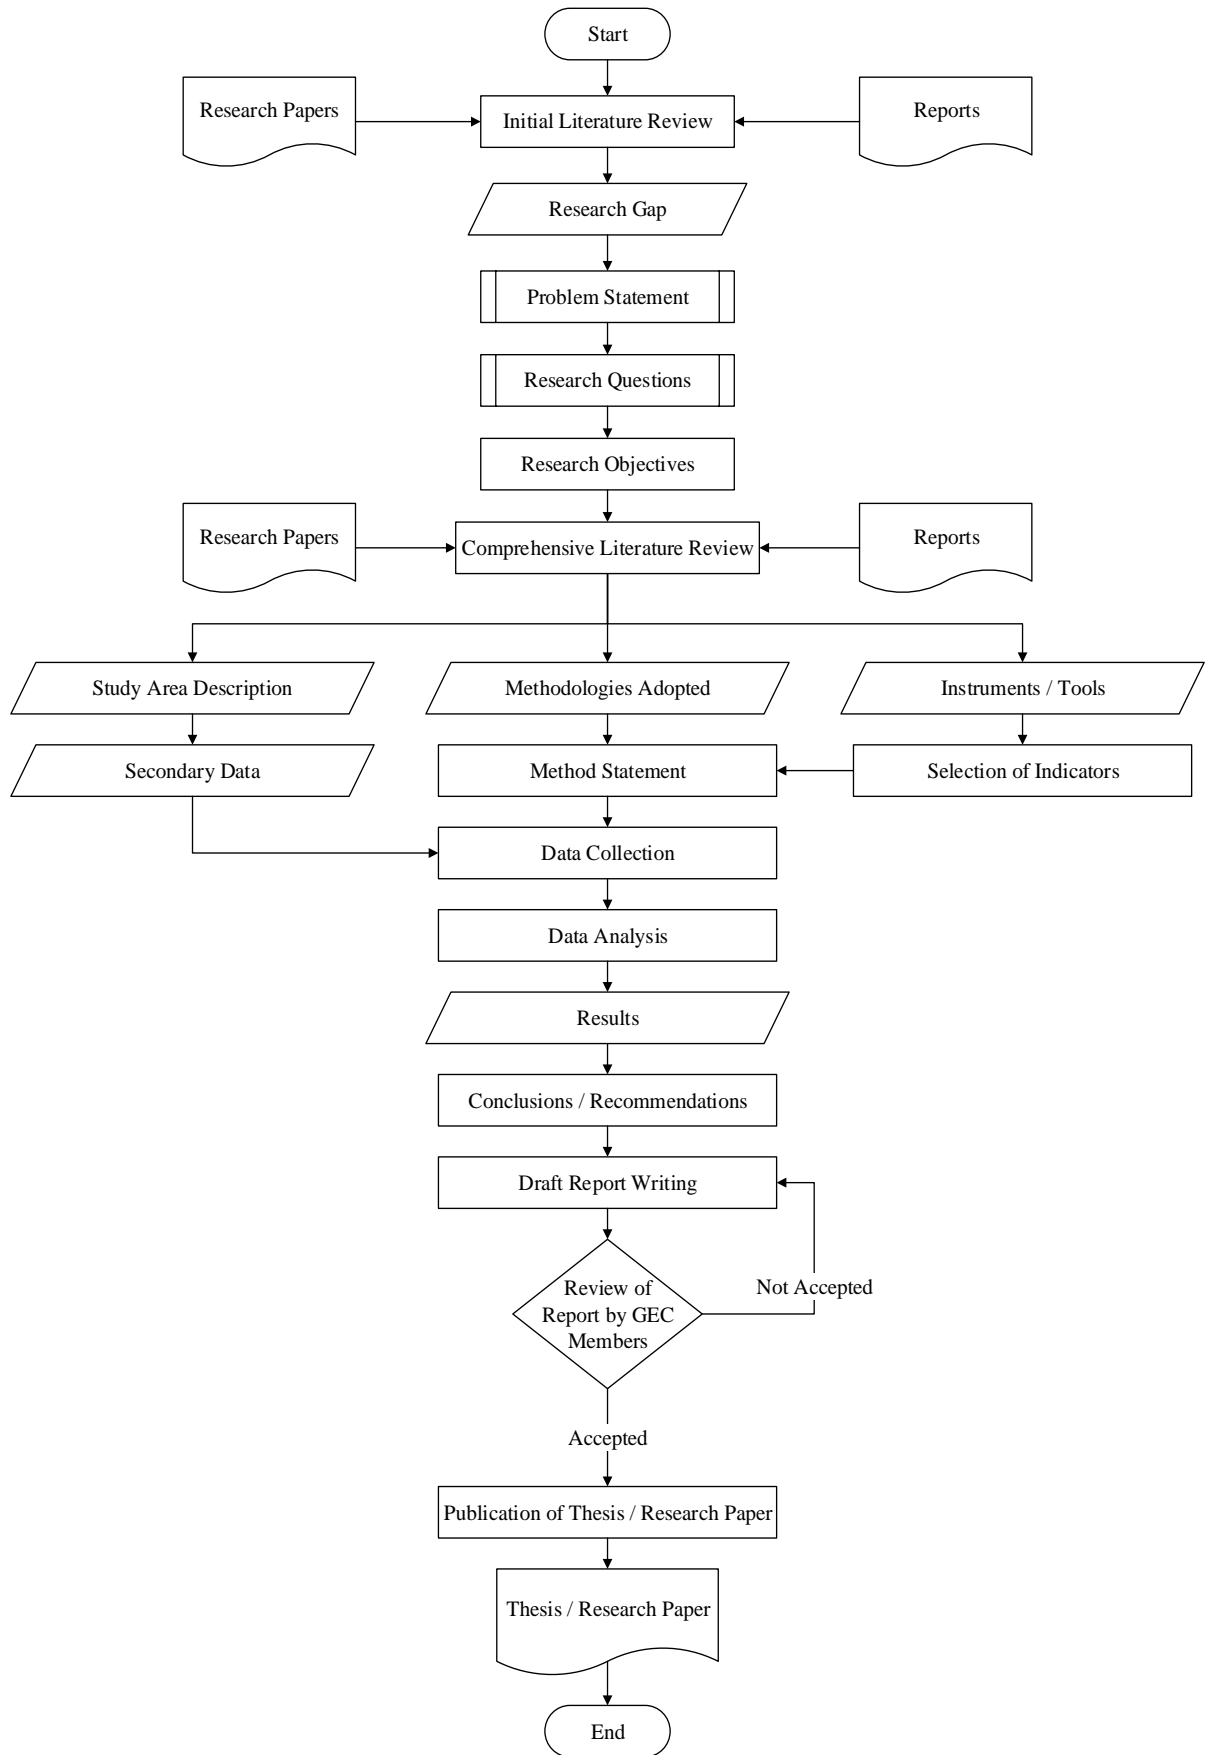 Start
Research Papers
Initial Literature Review
Reports
Research Gap
Problem Statement
Research Questions
Research Objectives
Research Papers
Comprehensive Literature Review
Reports
Study Area Description
Methodologies Adopted
Instruments / Tools
Secondary Data
Method Statement
Selection of Indicators
Data Collection
Data Analysis
Results
Conclusions / Recommendations
Draft Report Writing
Review of
Report by GEC
Members
Not Accepted
Accepted
Publication of Thesis / Research Paper
Thesis / Research Paper
End